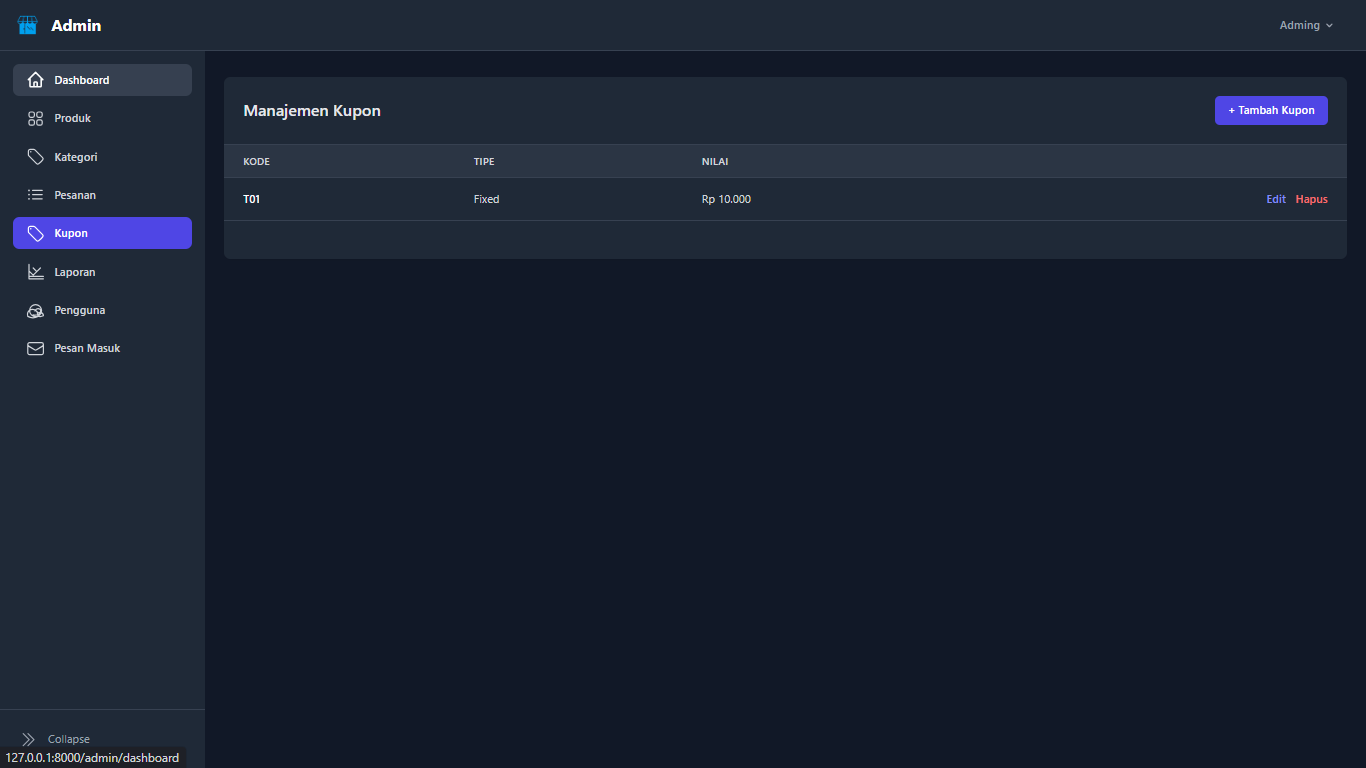 Admin
Adming
Dashboard
Produk
Kategori
Pesanan
Kupon
Laporan
Pengguna
Pesan Masuk
Collapse
127.0.0.1:8000/admin/dashboard
Manajemen Kupon
+ Tambah Kupon
KODE TIPE NILAI
T01 Fixed Rp 10.000 Edit Hapus